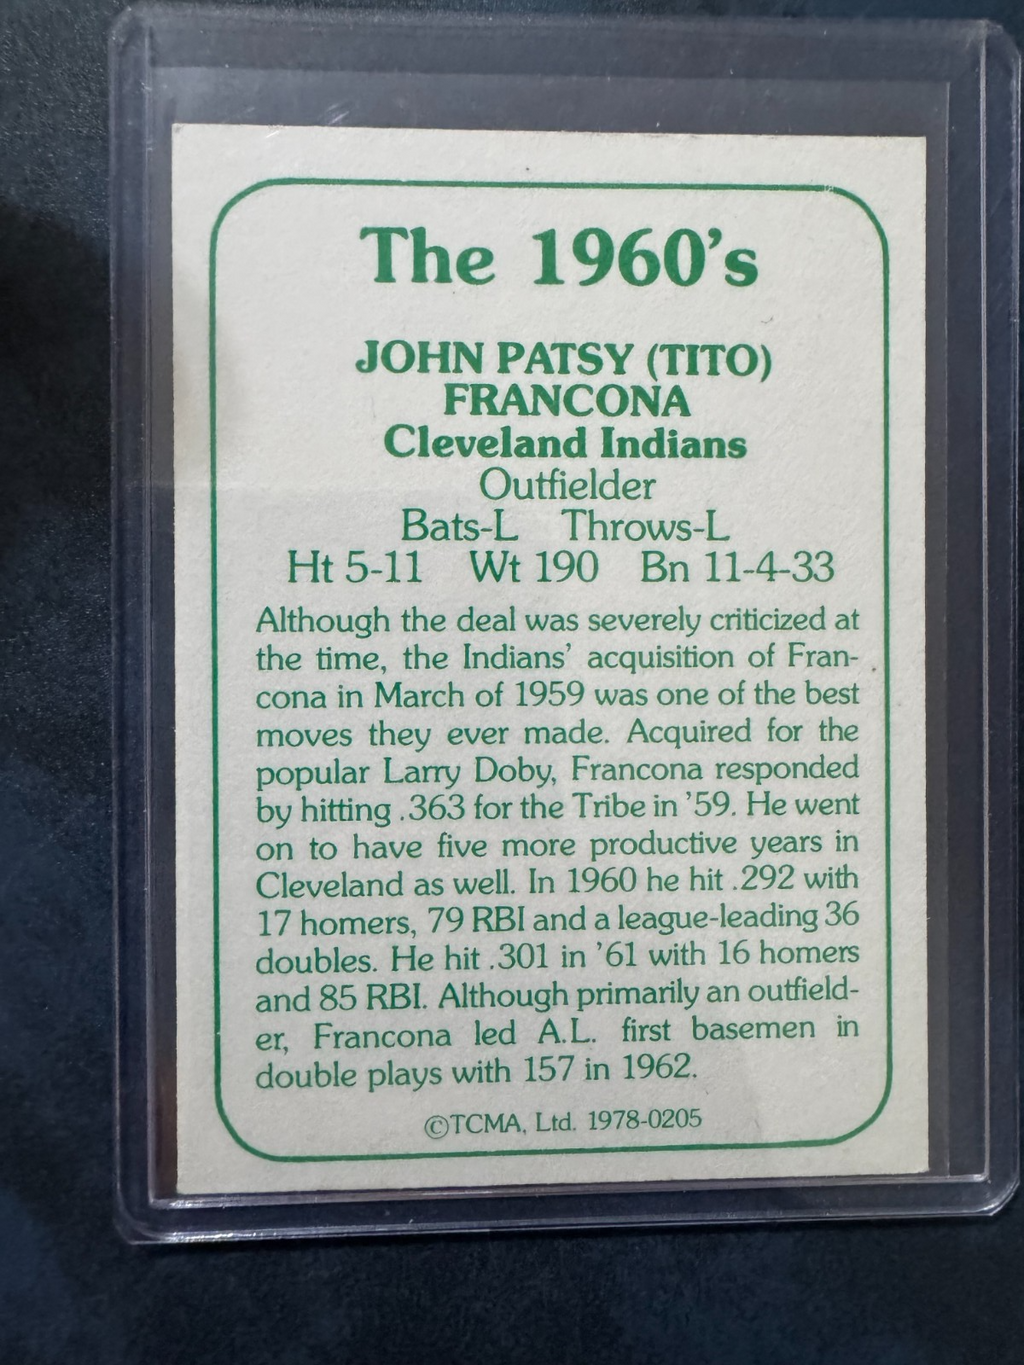 The 1960's
JOHN PATSY (TITO)
FRANCONA
Cleveland Indians
Outfielder
Bats-L Throws-L
Ht 5-11 Wt 190 Bn 11-4-33
Although the deal was severely criticized at
the time, the Indians' acquisition of Fran-
cona in March of 1959 was one of the best
moves they ever made. Acquired for the
popular Larry Doby, Francona responded
by hitting .363 for the Tribe in '59. He went
on to have five more productive years in
Cleveland as well. In 1960 he hit .292 with
17 homers, 79 RBI and a league-leading 36
doubles. He hit .301 in '61 with 16 homers
and 85 RBI. Although primarily an outfield-
er, Francona led A.L. first basemen in
double plays with 157 in 1962.
©TCMA, Ltd. 1978-0205